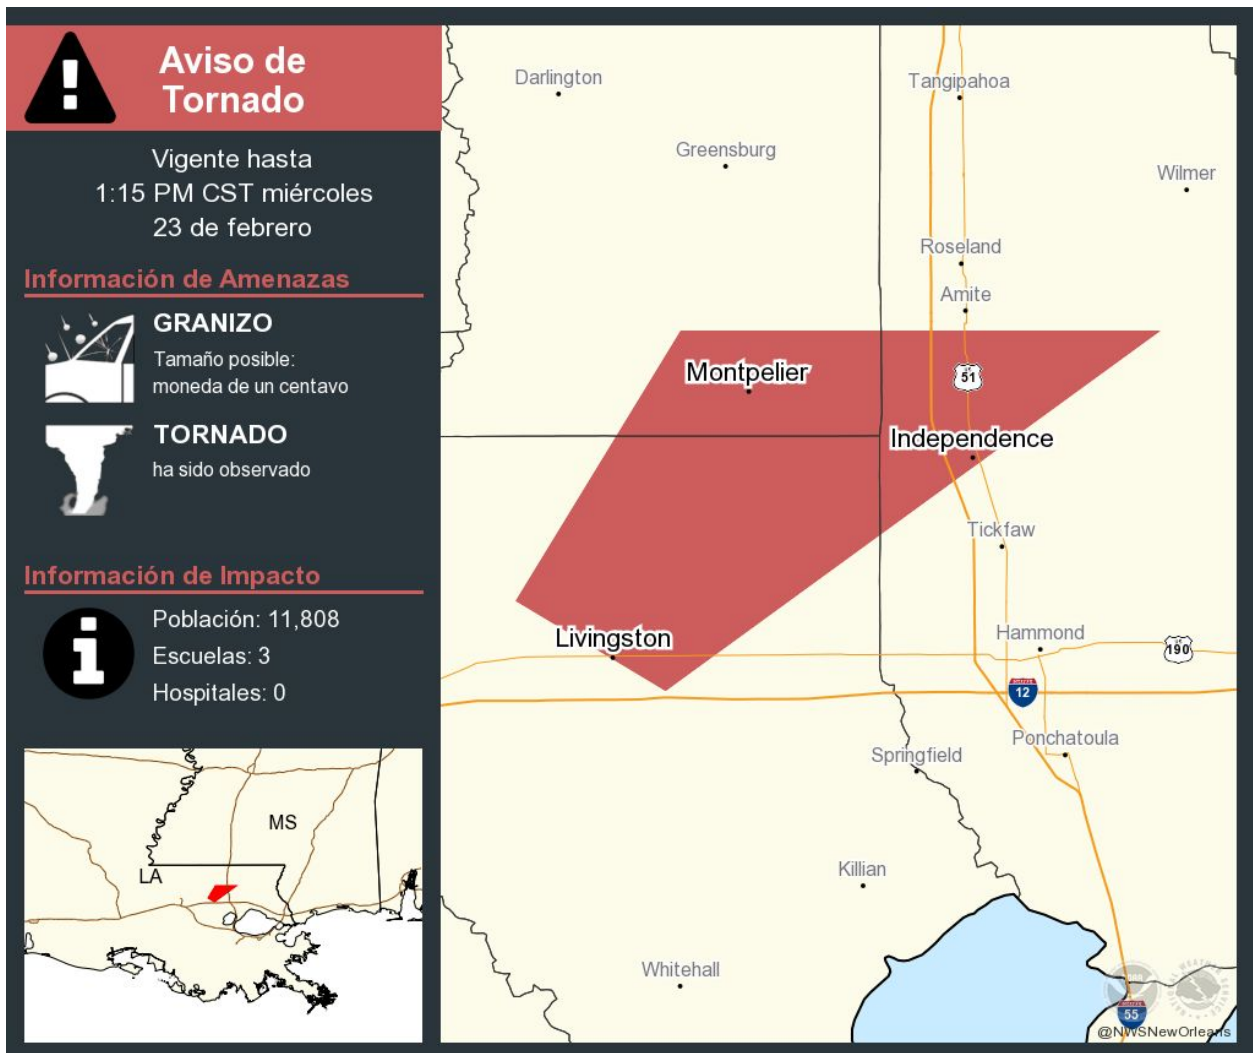 Aviso de
Tornado
Vigente hasta
1:15 PM CST miércoles
23 de febrero
Información de Amenazas
GRANIZO
Tamaño posible:
moneda de un centavo
TORNADO
ha sido observado
Información de Impacto
Población: 11,808
Escuelas: 3
Hospitales: 0
MS
LA
Darlington
Tangipahoa
Greensburg
Wilmer
Roseland
Amite
Montpelier
51
Independence
Tickfaw
Hammond
Livingston
190
12
Ponchatoula
Springfield
Killian
Whitehall
55
@NWSNewOrleans